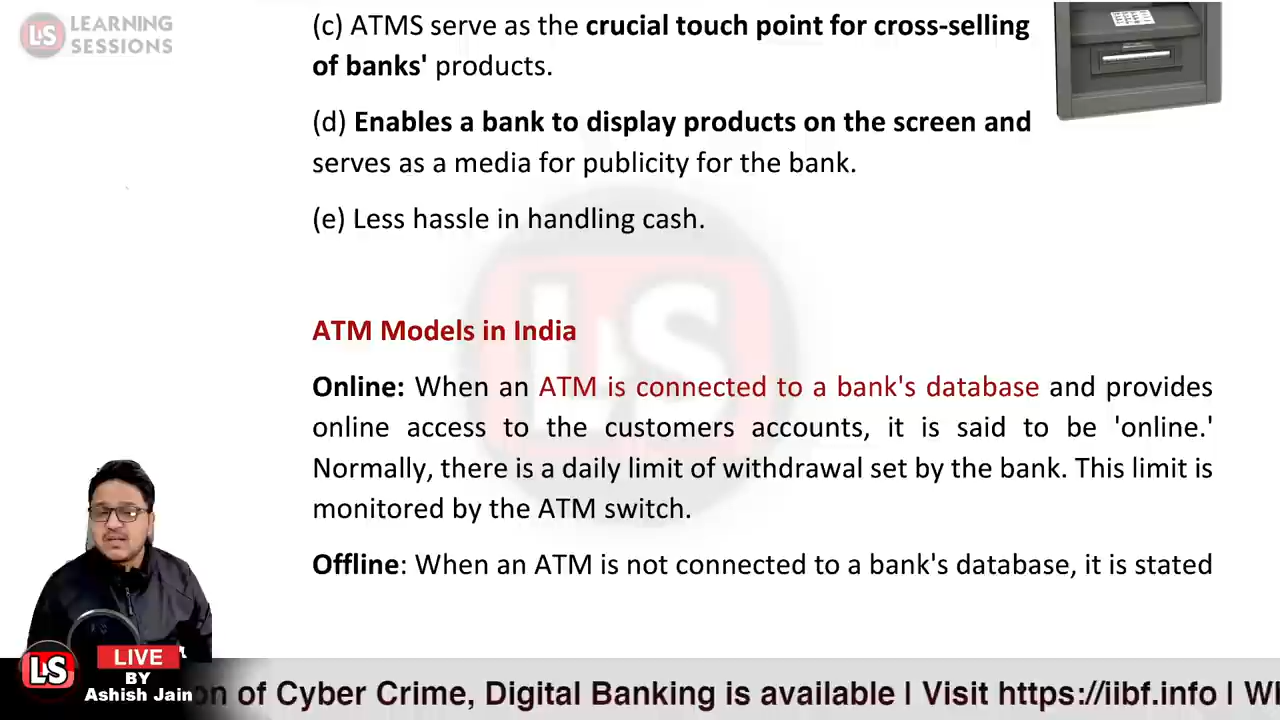 LS LEARNING
SESSIONS
(c) ATMS serve as the crucial touch point for cross-selling
of banks' products.
(d) Enables a bank to display products on the screen and
serves as a media for publicity for the bank.
(e) Less hassle in handling cash.
LS
ATM Models in India
Online: When an ATM is connected to a bank's database and provides
online access to the customers accounts, it is said to be 'online.'
Normally, there is a daily limit of withdrawal set by the bank. This limit is
monitored by the ATM switch.
Offline: When an ATM is not connected to a bank's database, it is stated
LS LIVE
BY
Ashish Jain
on of Cyber Crime, Digital Banking is available I Visit https://iibf.info I